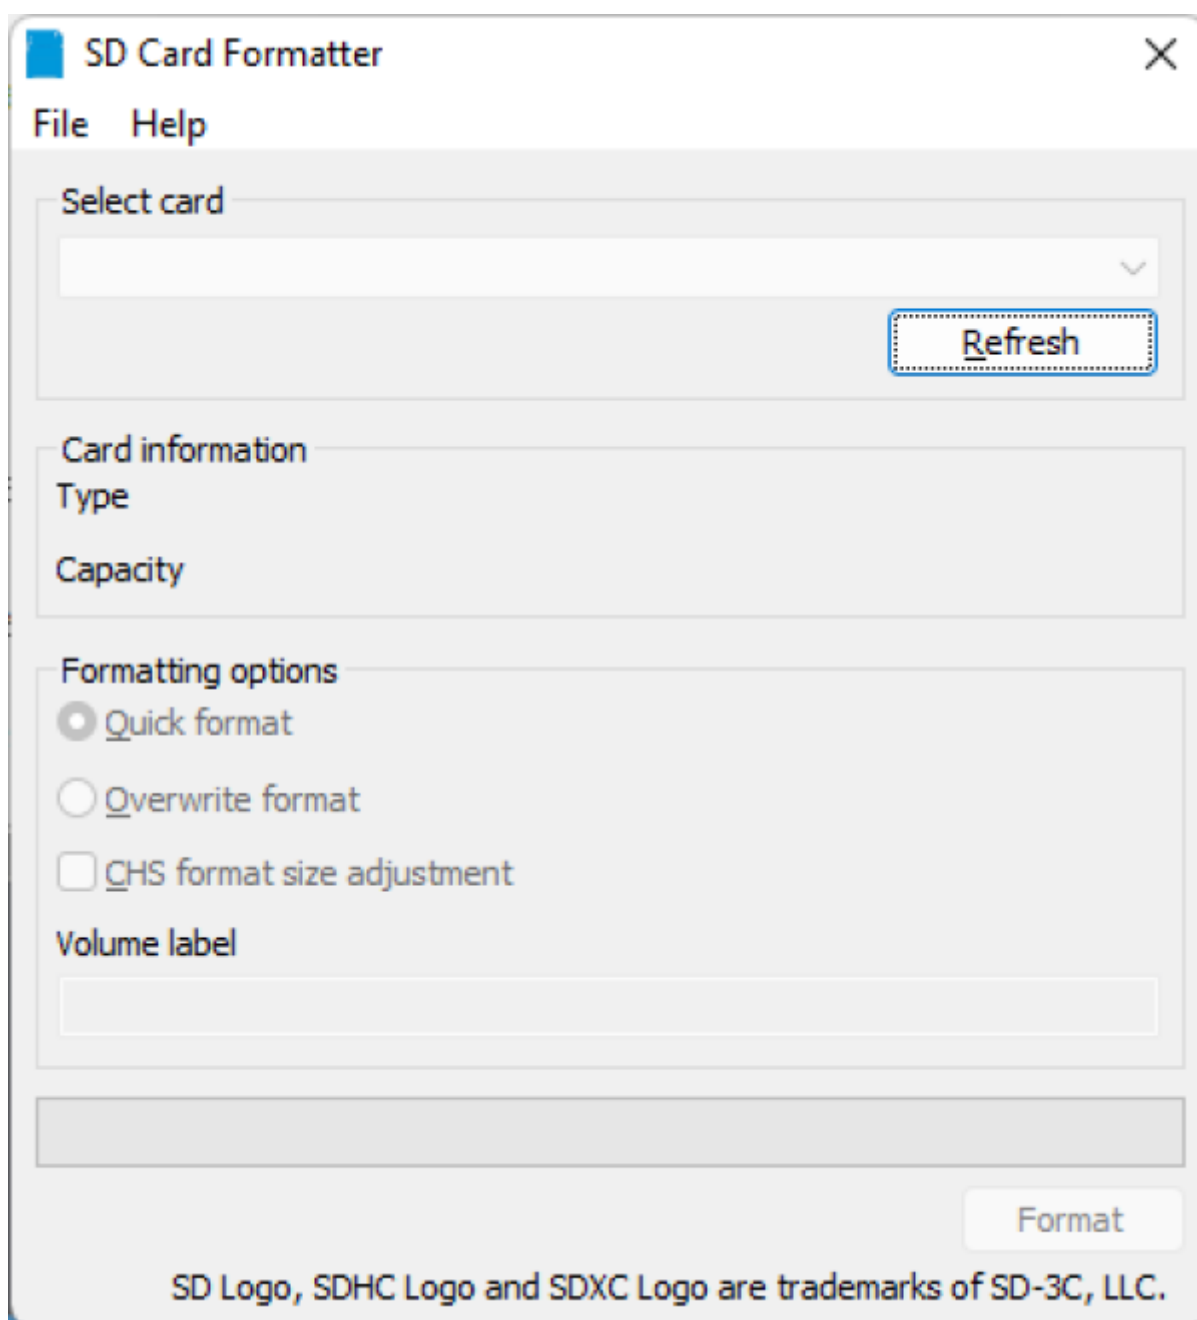 SD Card Formatter
File Help
Select card
Refresh
Card information
Type
Capacity
Formatting options
Quick format
Overwrite format
CHS format size adjustment
Volume label
Format
SD Logo, SDHC Logo and SDXC Logo are trademarks of SD-3C, LLC.